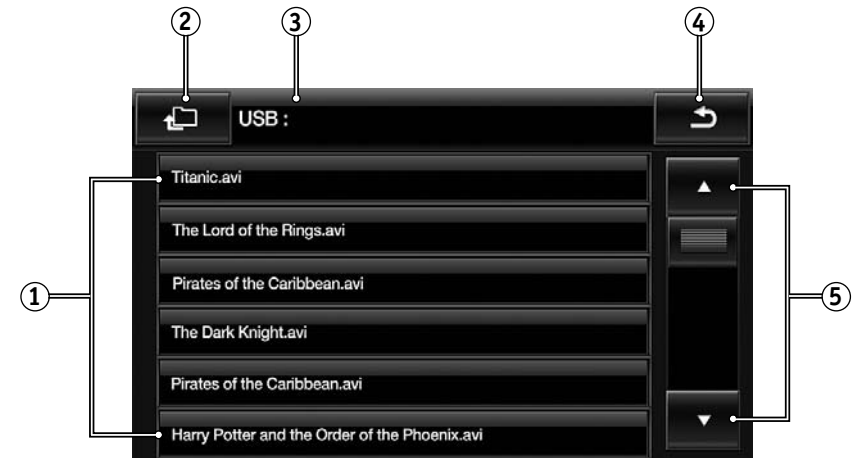 2 3 4
USB :
Titanic.avi
The Lord of the Rings.avi
Pirates of the Caribbean.avi
1 5
The Dark Knight.avi
Pirates of the Caribbean.avi
Harry Potter and the Order of the Phoenix.avi